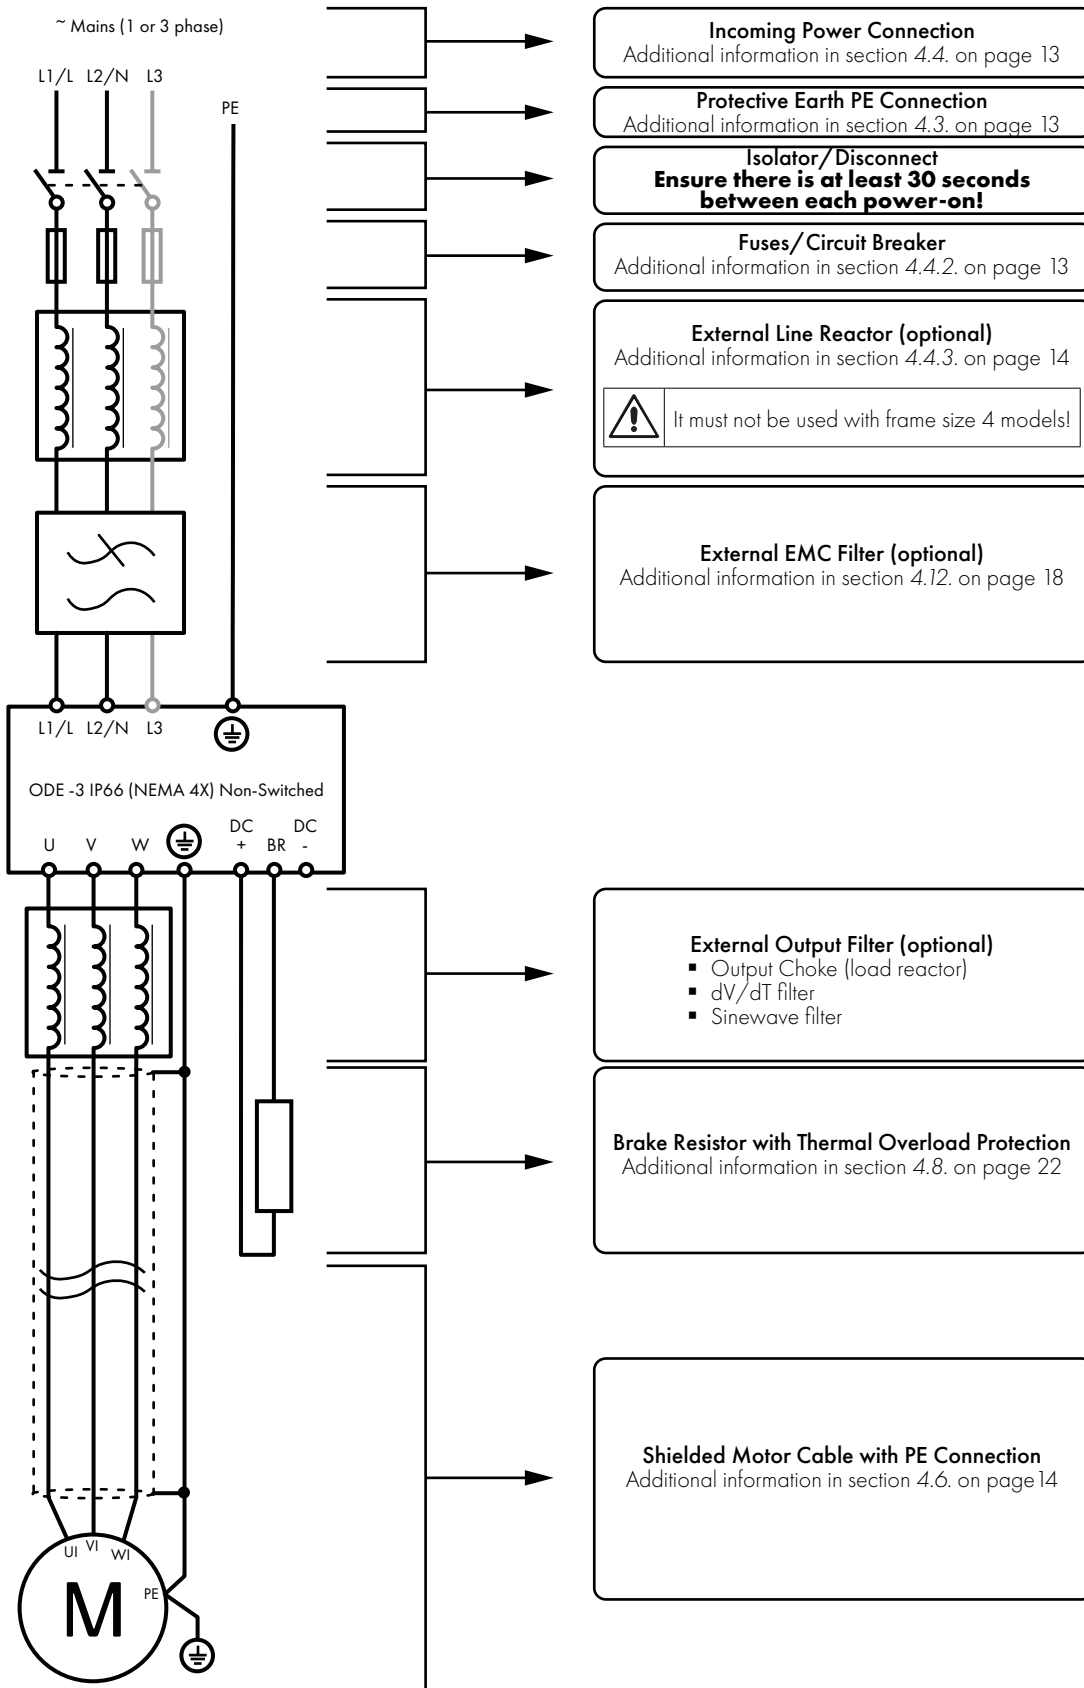 ~ Mains (1 or 3 phase)
L1/L L2/N L3
PE
Incoming Power Connection
Additional information in section 4.4. on page 13
Protective Earth PE Connection
Additional information in section 4.3. on page 13
Isolator/Disconnect
Ensure there is at least 30 seconds
between each power-on!
Fuses/Circuit Breaker
Additional information in section 4.4.2. on page 13
External Line Reactor (optional)
Additional information in section 4.4.3. on page 14
It must not be used with frame size 4 models!
External EMC Filter (optional)
Additional information in section 4.12. on page 18
L1/L L2/N L3
ODE -3 IP66 (NEMA 4X) Non-Switched
U V W DC + BR DC -
External Output Filter (optional)
▪ Output Choke (load reactor)
▪ dV/dT filter
▪ Sinewave filter
Brake Resistor with Thermal Overload Protection
Additional information in section 4.8. on page 22
Shielded Motor Cable with PE Connection
Additional information in section 4.6. on page14
UI VI WI
PE
M